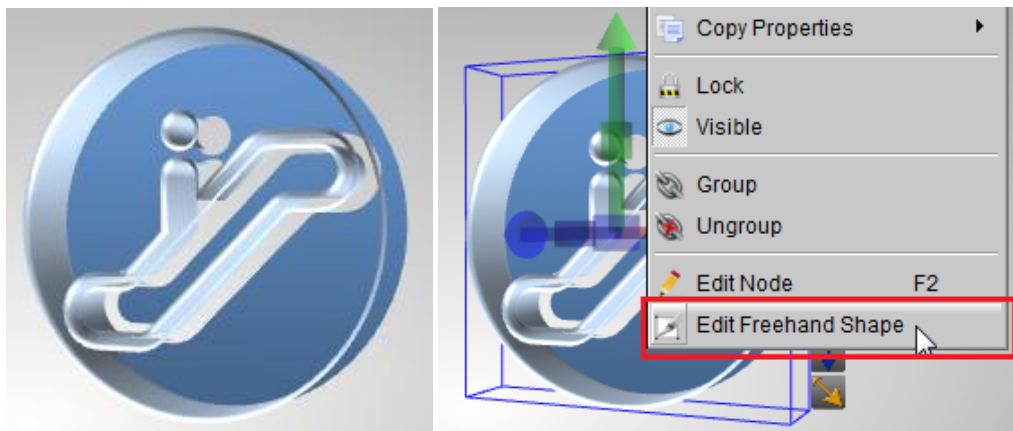 Copy Properties
Lock
Visible
Group
Ungroup
Edit Node F2
Edit Freehand Shape